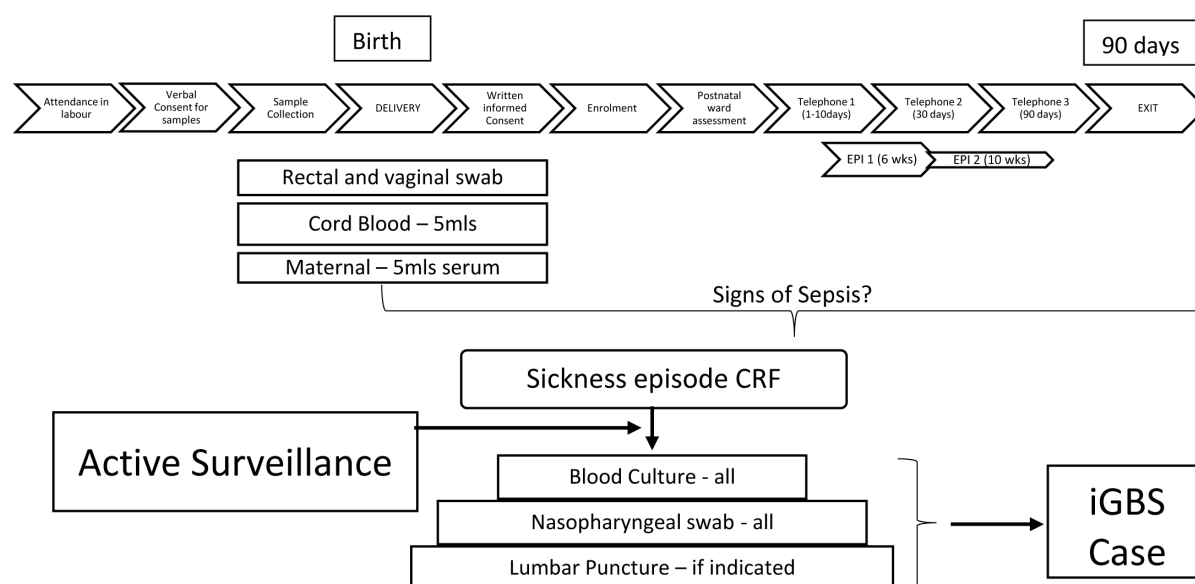 Birth
90 days
Attendance in
labour
Verbal
Consent for
samples
Sample
Collection
DELIVERY
Written
informed
Consent
Enrolment
Postnatal
ward
assessment
Telephone 1
(1-10days)
Telephone 2
(30 days)
Telephone 3
(90 days)
EXIT
EPI 1 (6 wks)
EPI 2 (10 wks)
Rectal and vaginal swab
Cord Blood – 5mls
Maternal – 5mls serum
Signs of Sepsis?
Sickness episode CRF
Active Surveillance
Blood Culture - all
Nasopharyngeal swab - all
Lumbar Puncture – if indicated
iGBS
Case